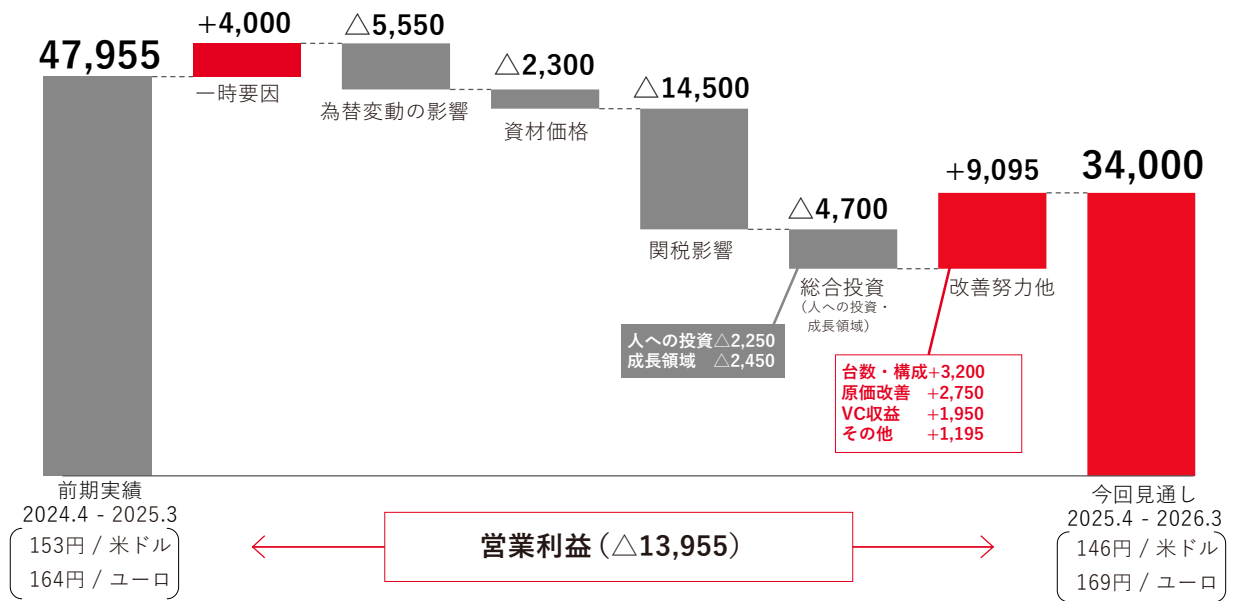 47,955
+4,000
一時要因
△5,550
為替変動の影響
△2,300
資材価格
△14,500
関税影響
△4,700
総合投資
(人への投資・
成長領域)
人への投資△2,250
成長領域 △2,450
+9,095
改善努力他
台数・構成+3,200
原価改善 +2,750
VC収益 +1,950
その他 +1,195
34,000
前期実績
2024.4 - 2025.3
153円 / 米ドル
164円 / ユーロ
営業利益 (△13,955)
今回見通し
2025.4 - 2026.3
146円 / 米ドル
169円 / ユーロ